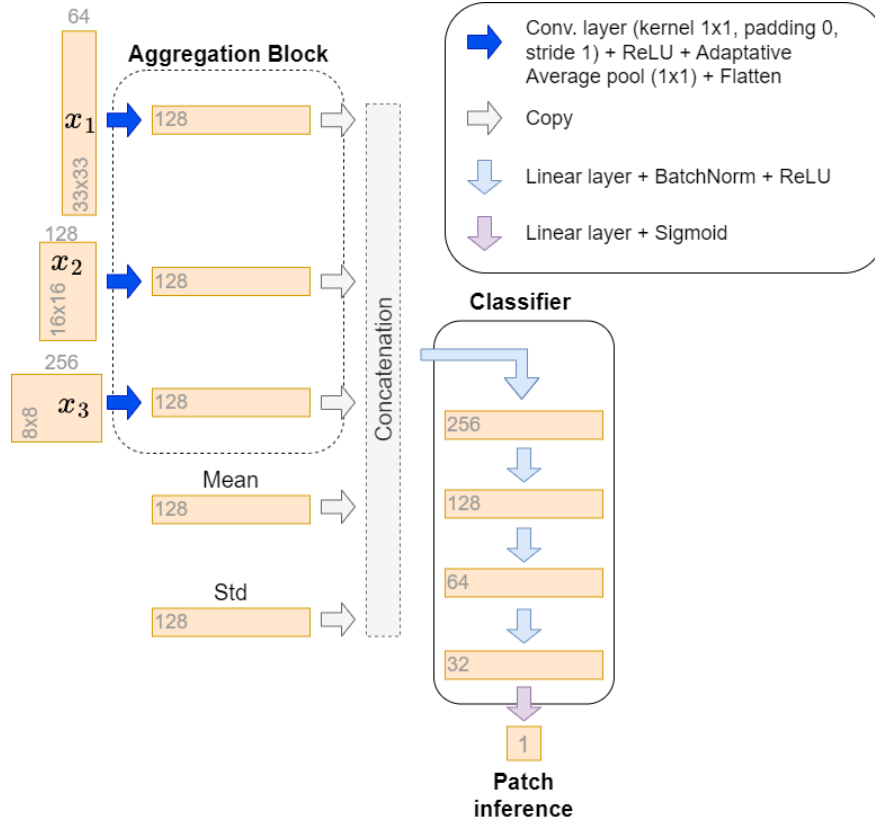 64
Aggregation Block
x1
33x33
128
128
x2
16x16
128
256
x3
8x8
128
Mean
128
Std
128
Concatenation
Conv. layer (kernel 1x1, padding 0,
stride 1) + ReLU + Adaptative
Average pool (1x1) + Flatten
Copy
Linear layer + BatchNorm + ReLU
Linear layer + Sigmoid
Classifier
256
128
64
32
1
Patch
inference